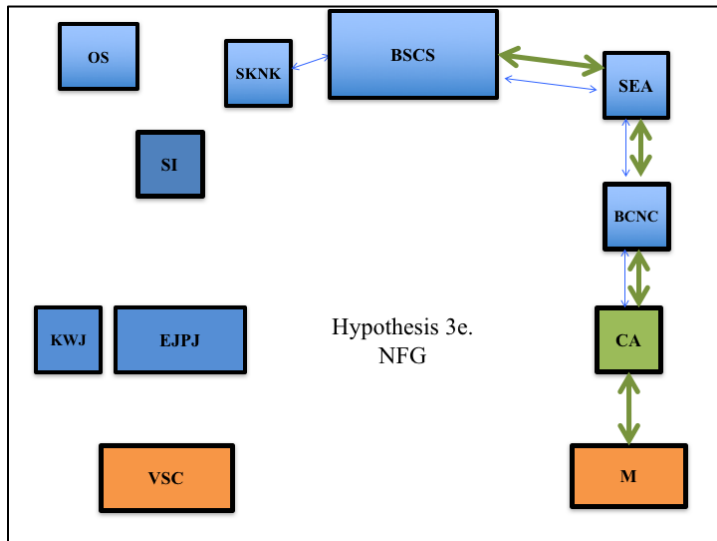 OS
SKNK
BSCS
SEA
SI
BCNC
KWJ
EJPJ
Hypothesis 3e.
NFG
CA
VSC
M